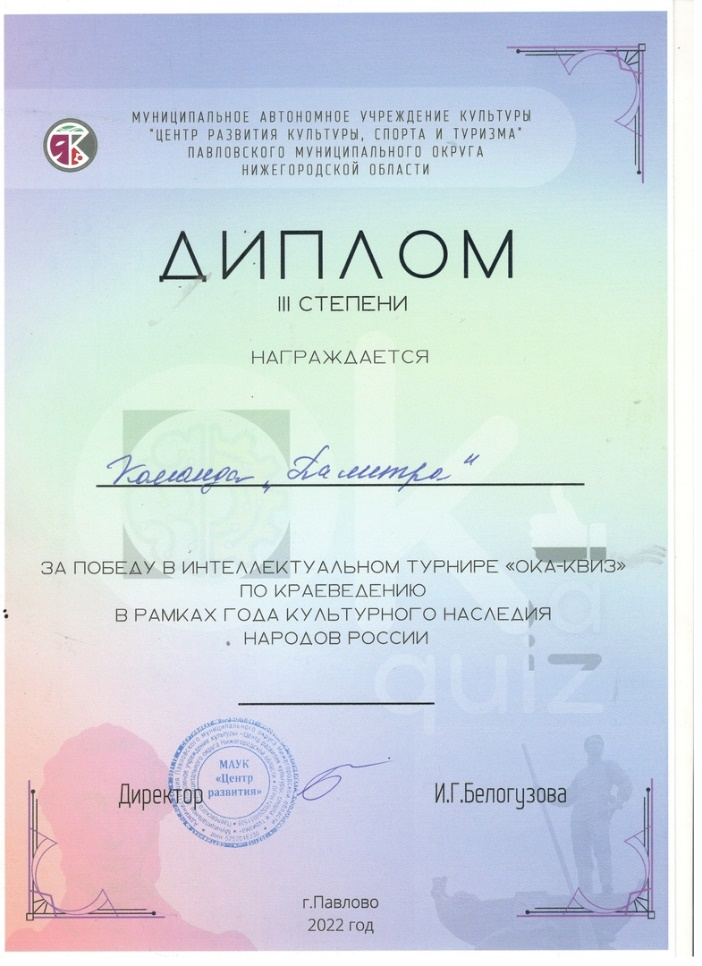 МУНИЦИПАЛЬНОЕ АВТОНОМНОЕ УЧРЕЖДЕНИЕ КУЛЬТУРЫ
"ЦЕНТР РАЗВИТИЯ КУЛЬТУРЫ, СПОРТА И ТУРИЗМА"
ПАВЛОВСКОГО МУНИЦИПАЛЬНОГО ОКРУГА
НИЖЕГОРОДСКОЙ ОБЛАСТИ
ДИПЛОМ
III СТЕПЕНИ
НАГРАЖДАЕТСЯ
Команда „Палитра"
ЗА ПОБЕДУ В ИНТЕЛЛЕКТУАЛЬНОМ ТУРНИРЕ «ОКА-КВИЗ»
ПО КРАЕВЕДЕНИЮ
В РАМКАХ ГОДА КУЛЬТУРНОГО НАСЛЕДИЯ
НАРОДОВ РОССИИ
Oka
quiz
МАУК
«Центр
развития»
Директор
И.Г.Белогузова
г.Павлово
2022 год